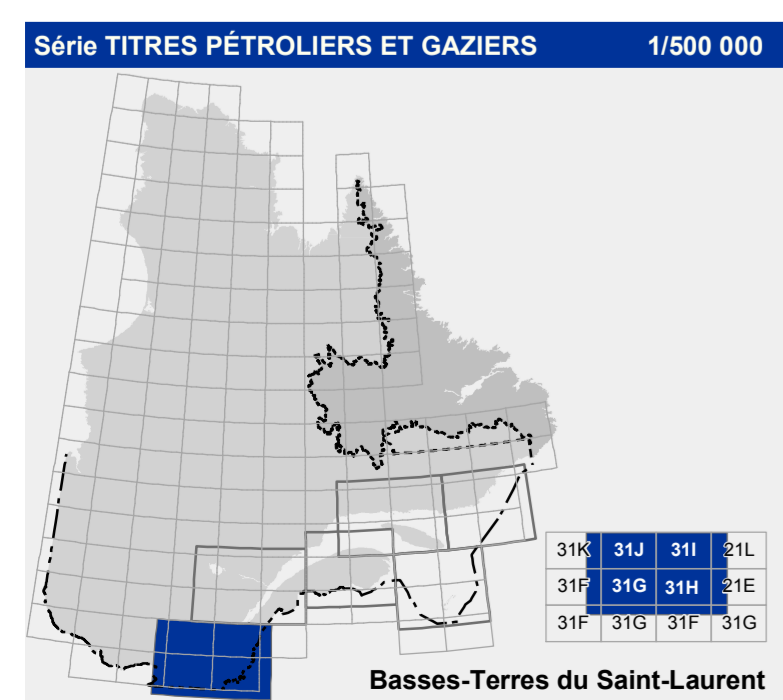 Série TITRES PÉTROLIERS ET GAZIERS 1/500 000
31K 31J 31I 21L
31F 31G 31H 21E
31F 31G 31F 31G
Basses-Terres du Saint-Laurent